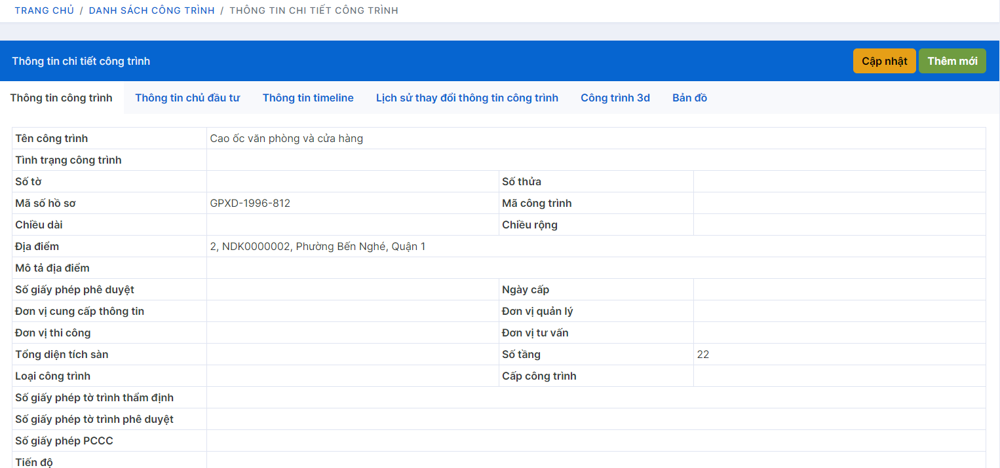 TRANG CHỦ / DANH SÁCH CÔNG TRÌNH / THÔNG TIN CHI TIẾT CÔNG TRÌNH
Thông tin chi tiết công trình
Cập nhật Thêm mới
Thông tin công trình Thông tin chủ đầu tư Thông tin timeline Lịch sử thay đổi thông tin công trình Công trình 3d Bản đồ
Tên công trình Cao ốc văn phòng và cửa hàng
Tình trạng công trình
Số tờ Số thửa
Mã số hồ sơ GPXD-1996-812 Mã công trình
Chiều dài Chiều rộng
Địa điểm 2, NDK0000002, Phường Bến Nghé, Quận 1
Mô tả địa điểm
Số giấy phép phê duyệt Ngày cấp
Đơn vị cung cấp thông tin Đơn vị quản lý
Đơn vị thi công Đơn vị tư vấn
Tổng diện tích sàn Số tầng 22
Loại công trình Cấp công trình
Số giấy phép tờ trình thẩm định
Số giấy phép tờ trình phê duyệt
Số giấy phép PCCC
Tiến độ